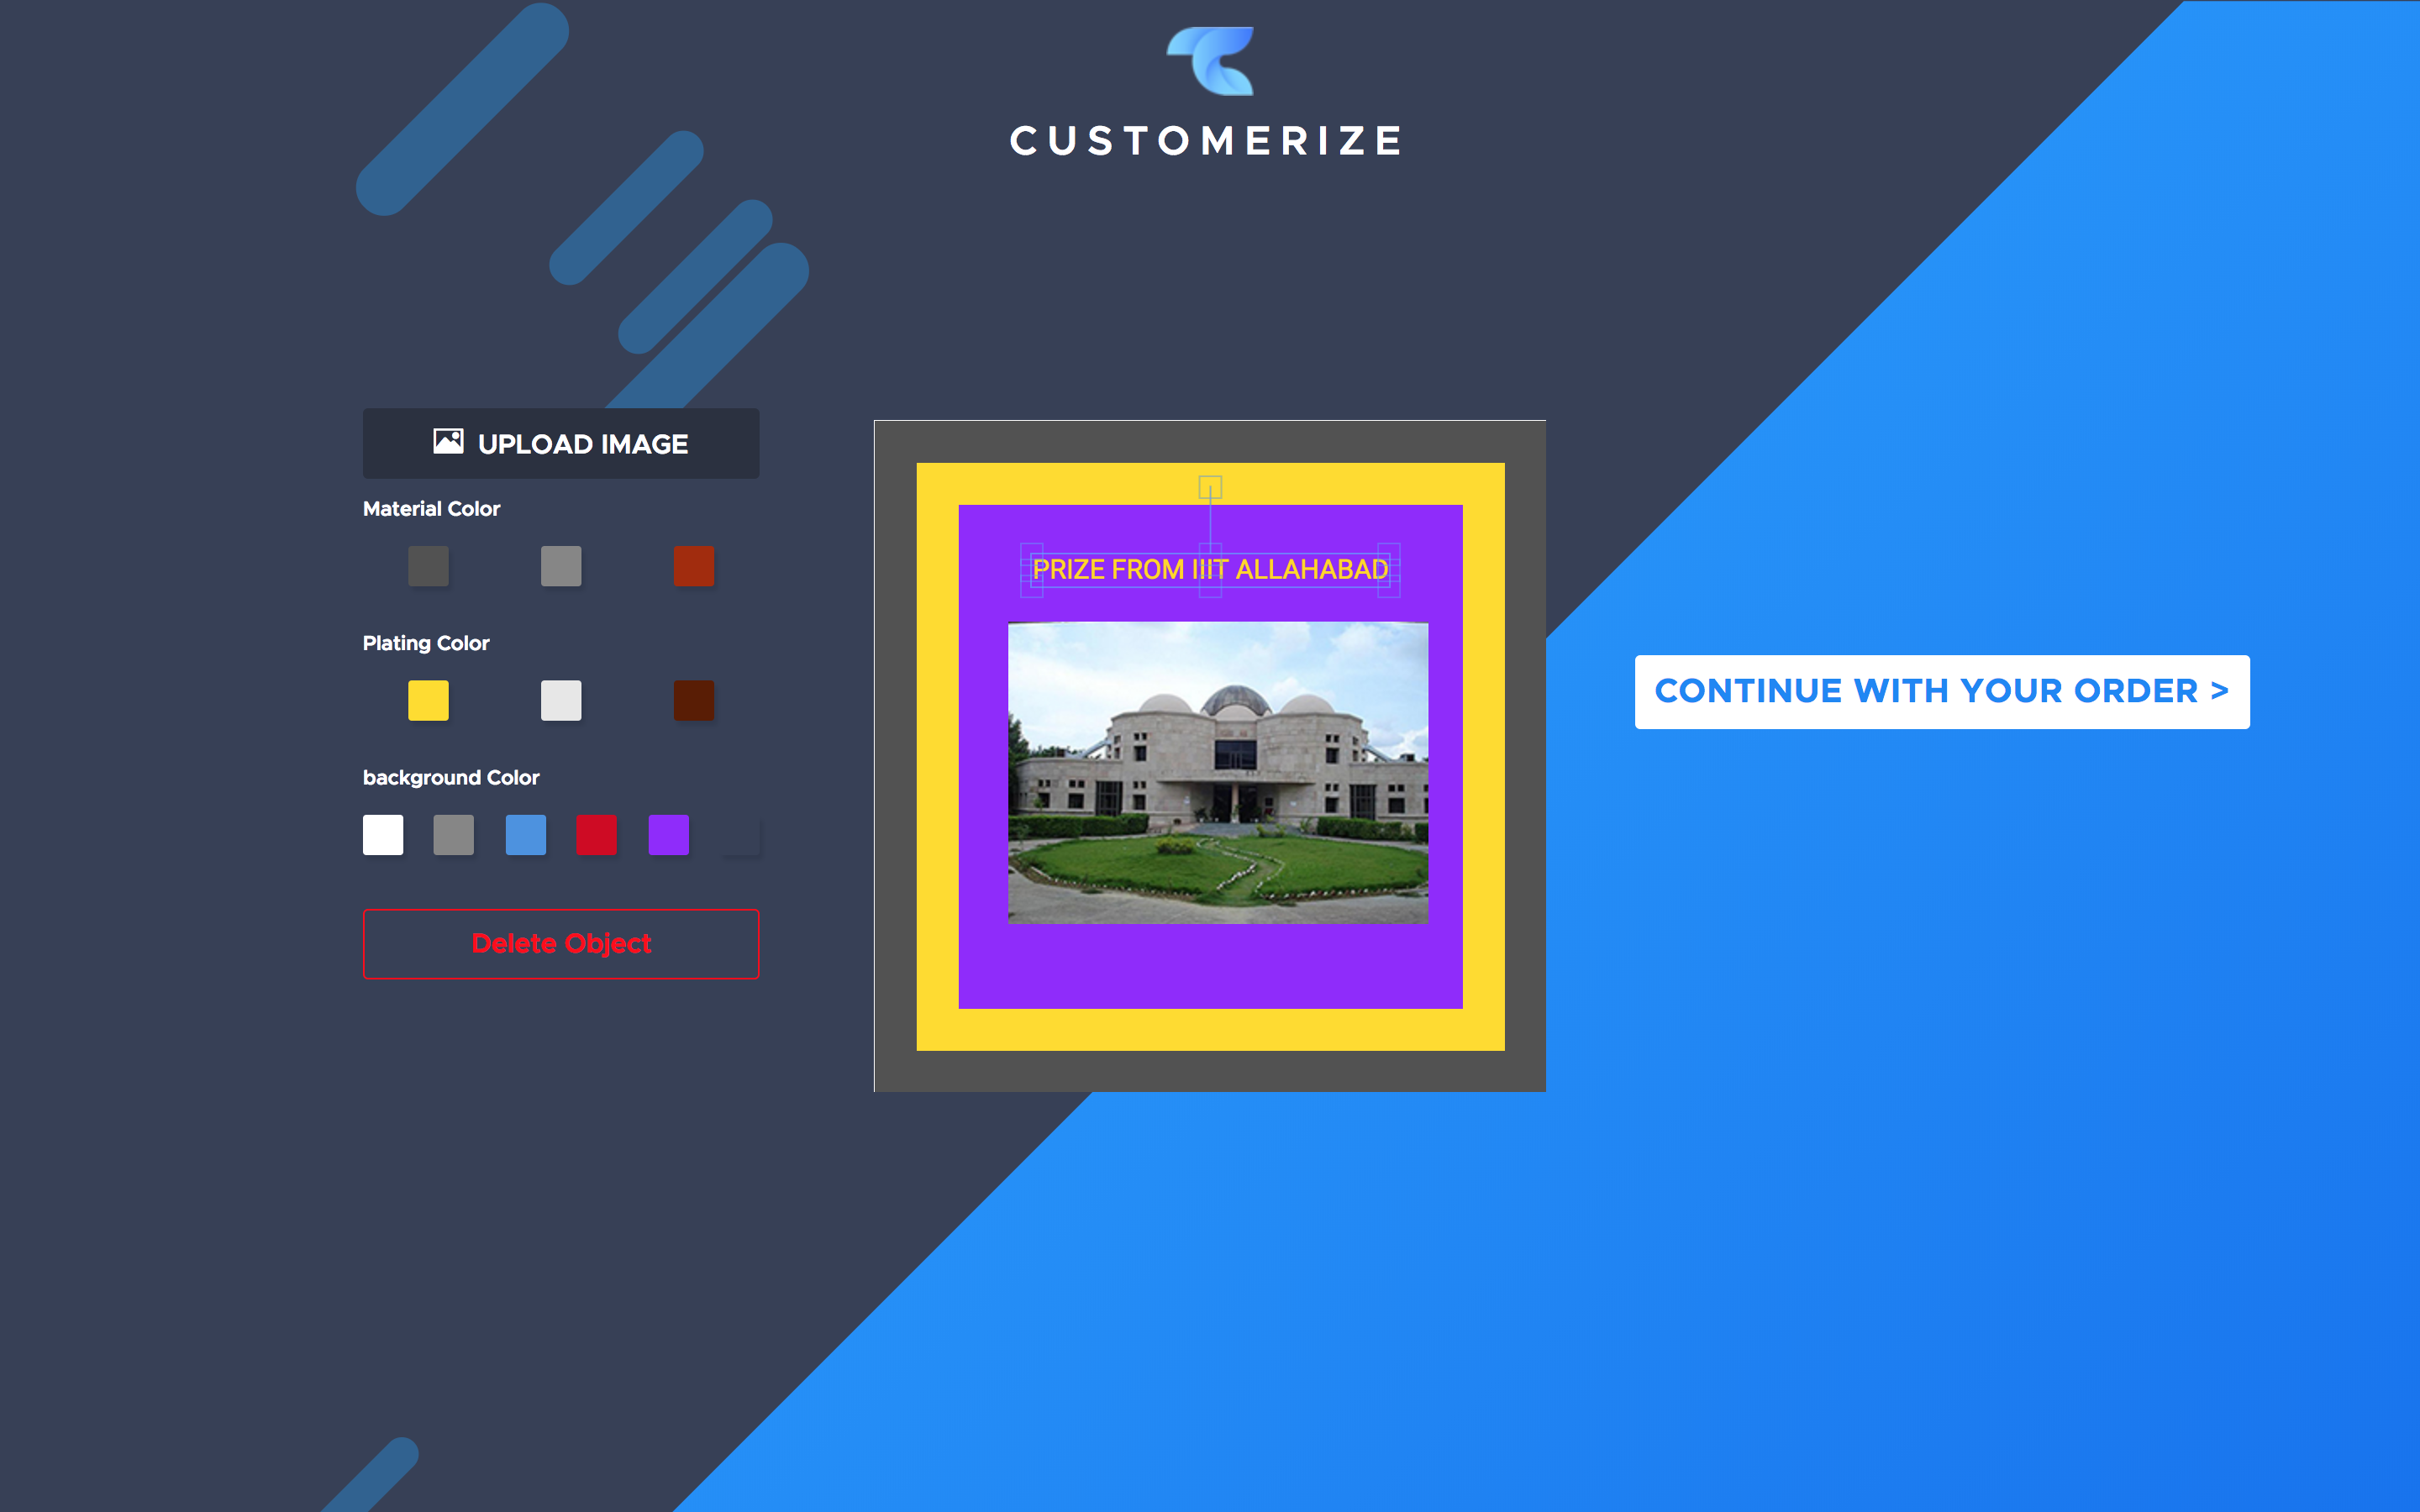 CUSTOMERIZE
UPLOAD IMAGE
Material Color
Plating Color
background Color
Delete Object
PRIZE FROM IIIT ALLAHABAD
CONTINUE WITH YOUR ORDER >